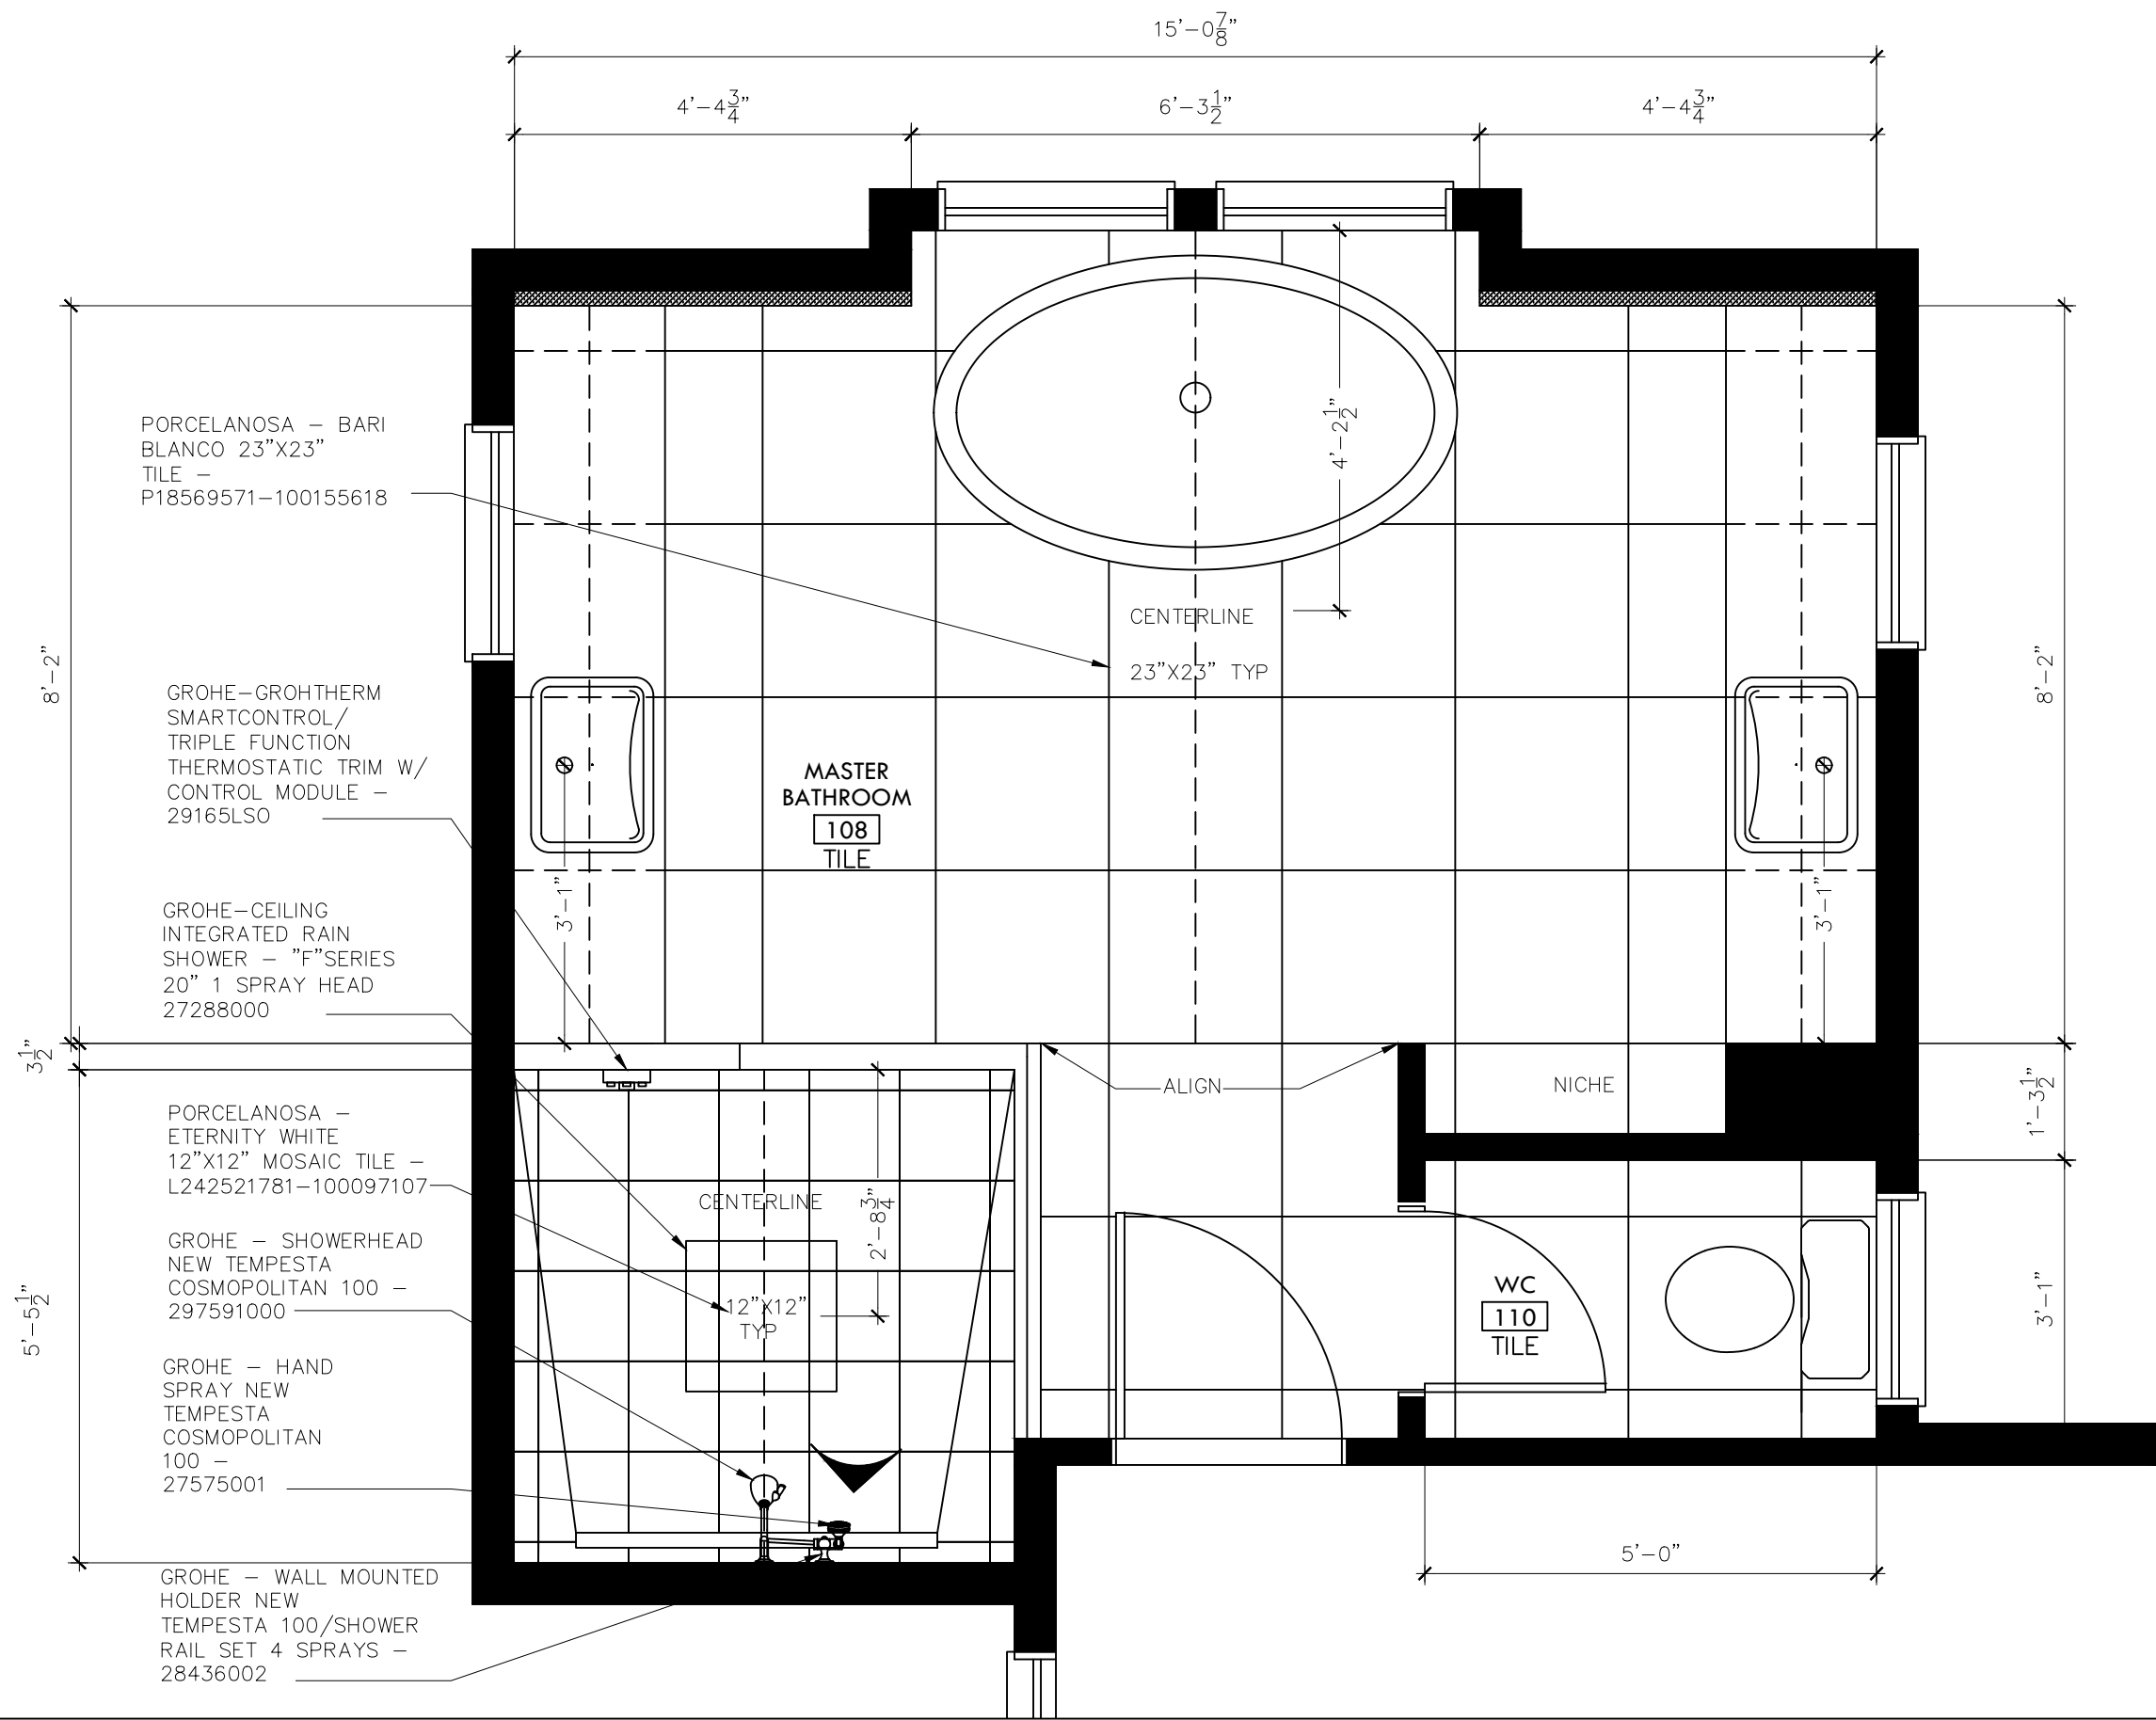 15'-0 7/8"
4'-4 3/4"
6'-3 1/2"
4'-4 3/4"
PORCELANOSA - BARI
BLANCO 23"X23"
TILE -
P18569571-100155618
4'-2 1/2"
CENTERLINE
23"X23" TYP
8'-2"
8'-2"
GROHE-GROHTHERM
SMARTCONTROL/
TRIPLE FUNCTION
THERMOSTATIC TRIM W/
CONTROL MODULE -
29165LSO
MASTER
BATHROOM
108
TILE
3'-1"
3'-1"
GROHE-CEILING
INTEGRATED RAIN
SHOWER - "F"SERIES
20" 1 SPRAY HEAD
27288000
3 1/2"
ALIGN
NICHE
1'-3 1/2"
PORCELANOSA -
ETERNITY WHITE
12"X12" MOSAIC TILE -
L242521781-100097107
CENTERLINE
2'-8 3/4"
GROHE - SHOWERHEAD
NEW TEMPESTA
COSMOPOLITAN 100 -
297591000
12"X12"
TYP
WC
110
TILE
3'-1"
5'-5 1/2"
GROHE - HAND
SPRAY NEW
TEMPESTA
COSMOPOLITAN
100 -
27575001
5'-0"
GROHE - WALL MOUNTED
HOLDER NEW
TEMPESTA 100/SHOWER
RAIL SET 4 SPRAYS -
28436002